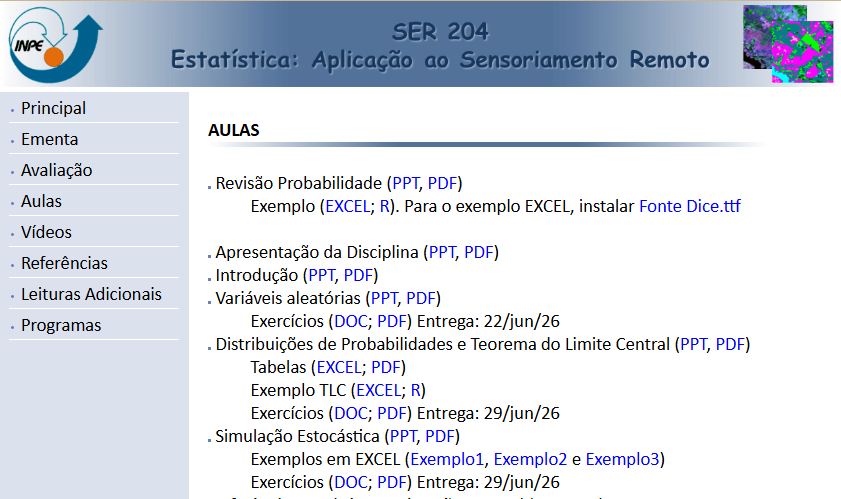 INPE
SER 204
Estatística: Aplicação ao Sensoriamento Remoto
Principal
Ementa
Avaliação
Aulas
Vídeos
Referências
Leituras Adicionais
Programas
AULAS
Revisão Probabilidade (PPT, PDF)
Exemplo (EXCEL; R). Para o exemplo EXCEL, instalar Fonte Dice.ttf
Apresentação da Disciplina (PPT, PDF)
Introdução (PPT, PDF)
Variáveis aleatórias (PPT, PDF)
Exercícios (DOC; PDF) Entrega: 22/jun/26
Distribuições de Probabilidades e Teorema do Limite Central (PPT, PDF)
Tabelas (EXCEL; PDF)
Exemplo TLC (EXCEL; R)
Exercícios (DOC; PDF) Entrega: 29/jun/26
Simulação Estocástica (PPT, PDF)
Exemplos em EXCEL (Exemplo1, Exemplo2 e Exemplo3)
Exercícios (DOC; PDF) Entrega: 29/jun/26